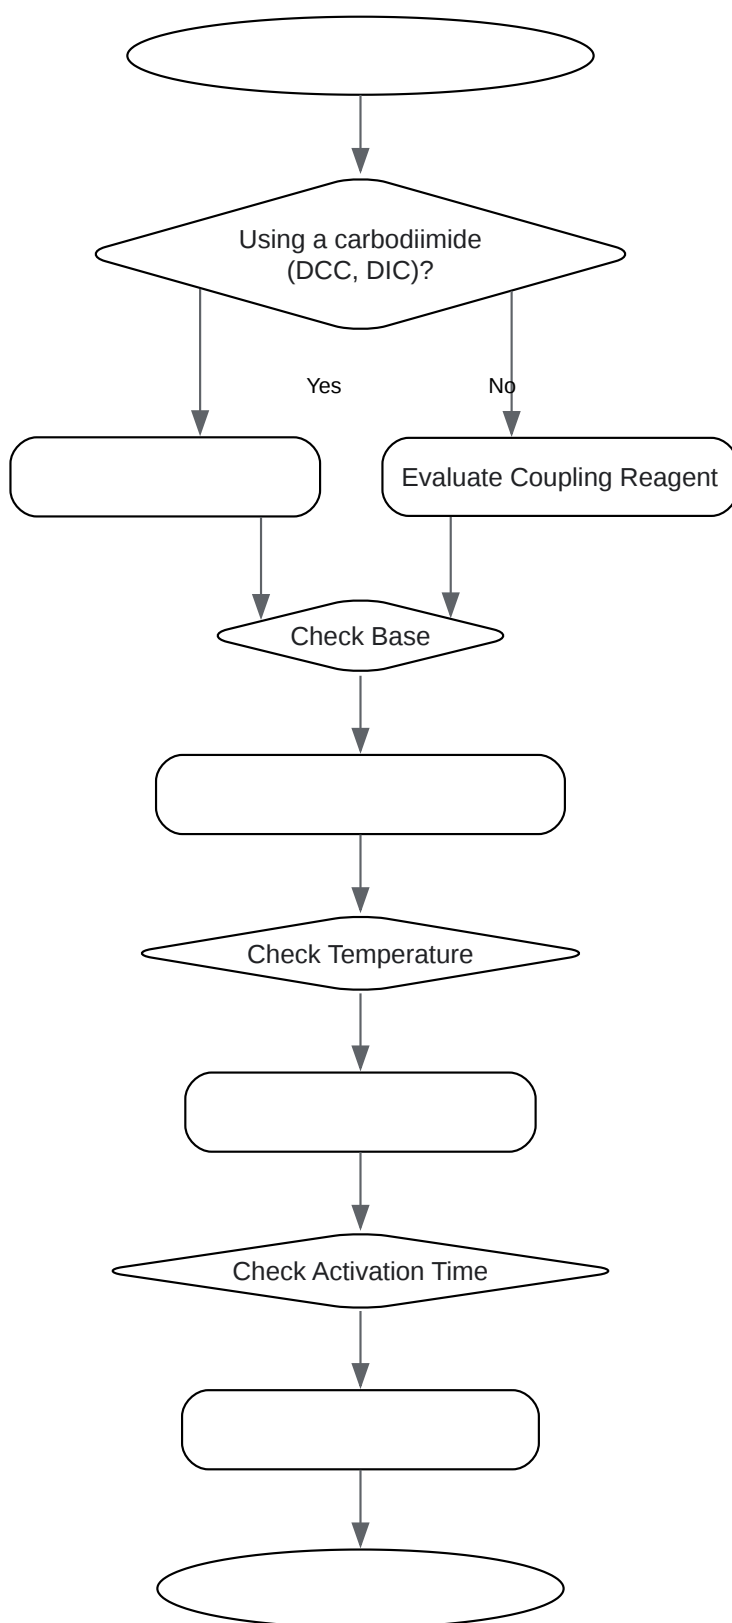 Using a carbodiimide
(DCC, DIC)?
Yes
No
Evaluate Coupling Reagent
Check Base
Check Temperature
Check Activation Time